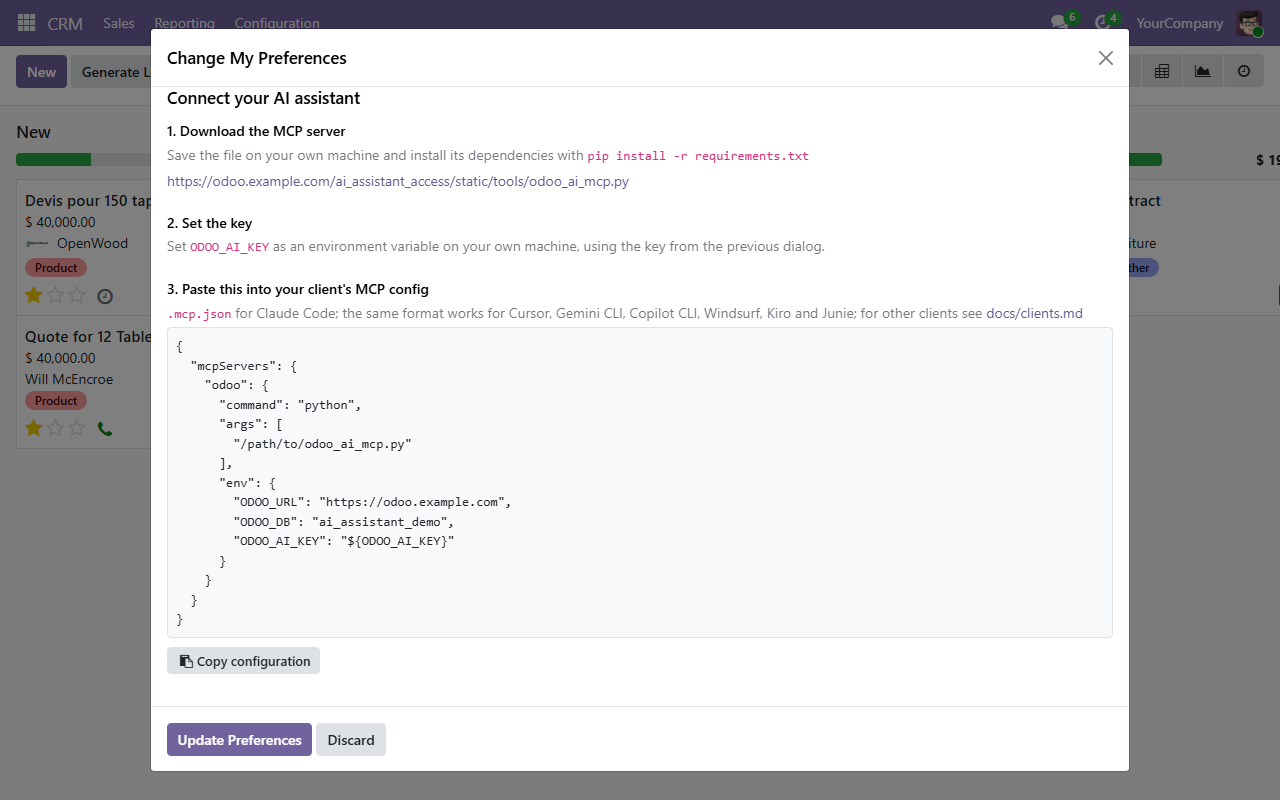 CRM Sales Reporting Configuration 6 4 YourCompany
Change My Preferences
New Generate L
Connect your AI assistant
New
1. Download the MCP server
Save the file on your own machine and install its dependencies with pip install -r requirements.txt
https://odoo.example.com/ai_assistant_access/static/tools/odoo_ai_mcp.py
$ 19
Devis pour 150 tap
$ 40,000.00
OpenWood
Product
tract
iture
ther
2. Set the key
Set ODOO_AI_KEY as an environment variable on your own machine, using the key from the previous dialog.
3. Paste this into your client's MCP config
.mcp.json for Claude Code; the same format works for Cursor, Gemini CLI, Copilot CLI, Windsurf, Kiro and Junie; for other clients see docs/clients.md
Quote for 12 Table
$ 40,000.00
Will McEncroe
Product
{
"mcpServers": {
"odoo": {
"command": "python",
"args": [
"/path/to/odoo_ai_mcp.py"
],
"env": {
"ODOO_URL": "https://odoo.example.com",
"ODOO_DB": "ai_assistant_demo",
"ODOO_AI_KEY": "${ODOO_AI_KEY}"
}
}
}
}
Copy configuration
Update Preferences Discard